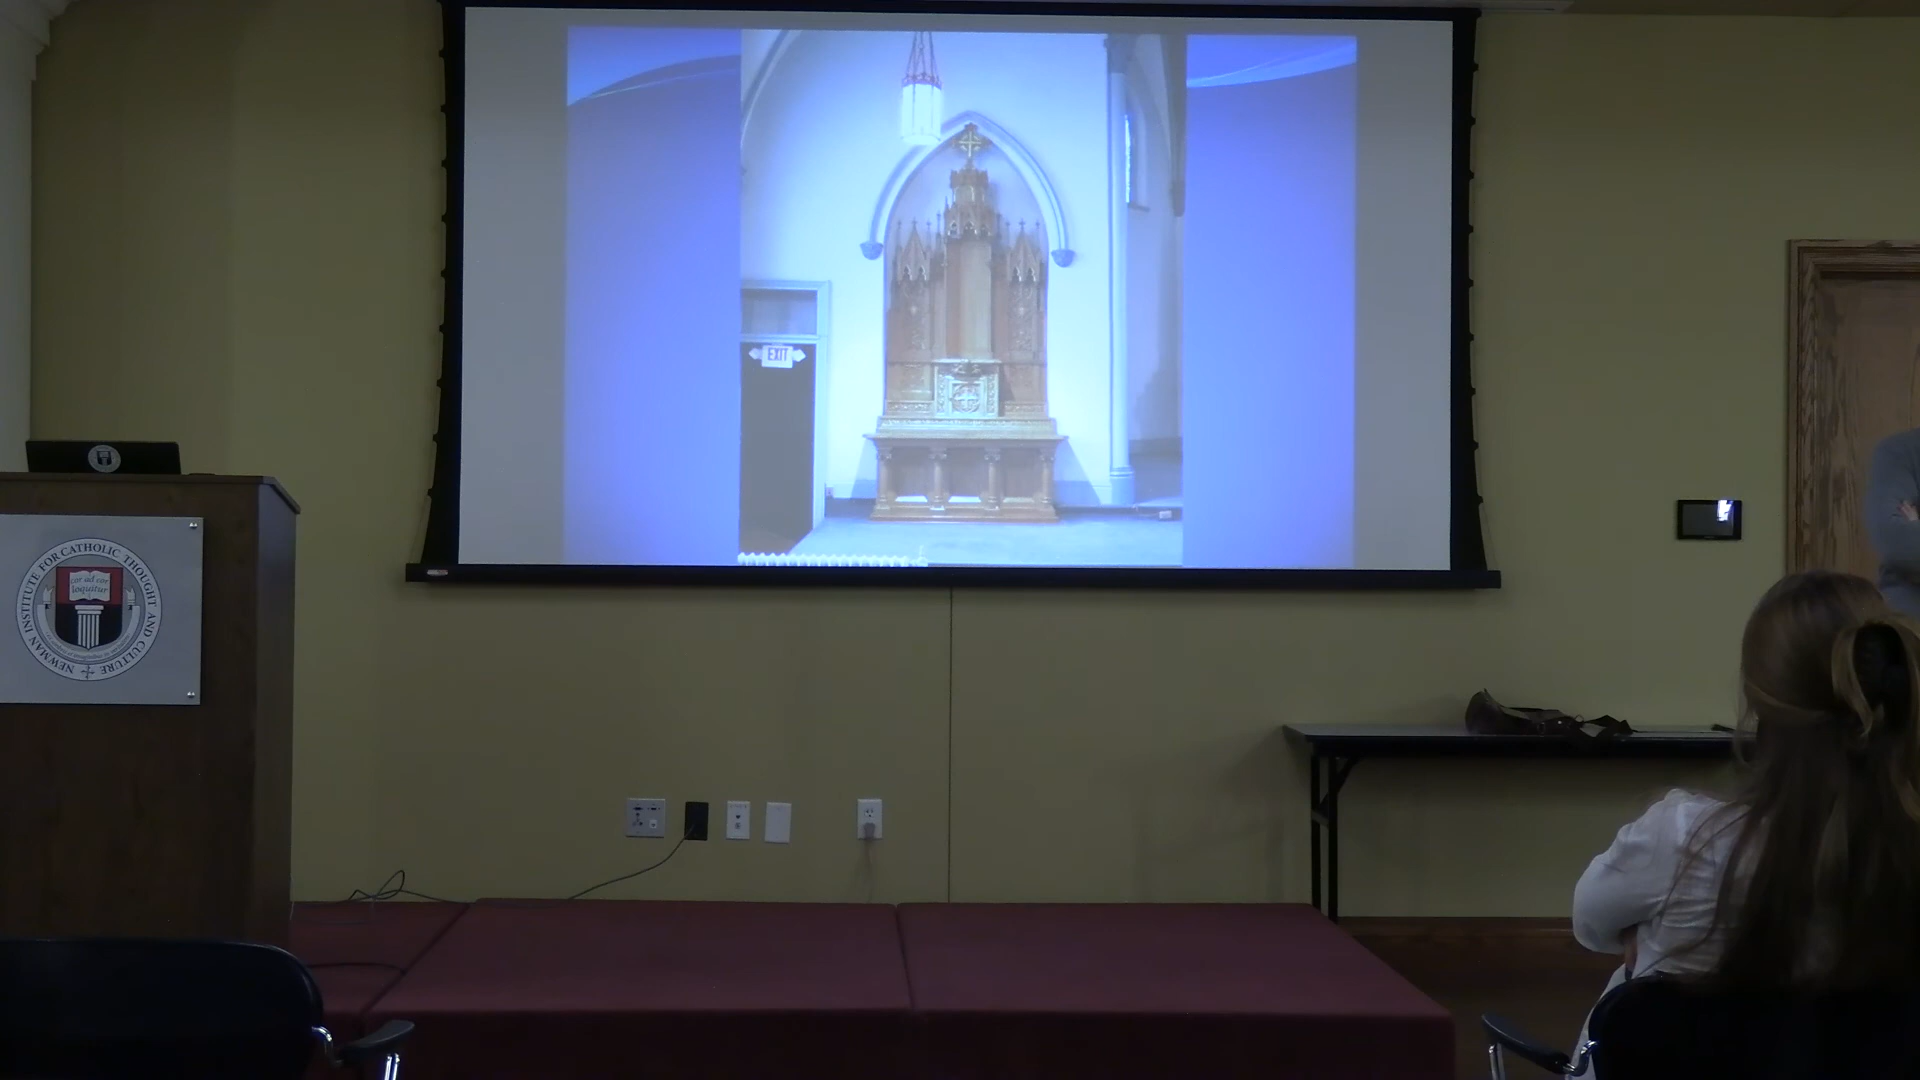 EXIT
NEWMAN INSTITUTE FOR CATHOLIC THOUGHT AND CULTURE
cor ad cor
loquitur